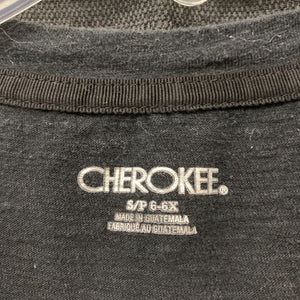 CHEROKEE®
S/P 6-6X
MADE IN GUATEMALA
FABRIQUÉ AU GUATEMALA